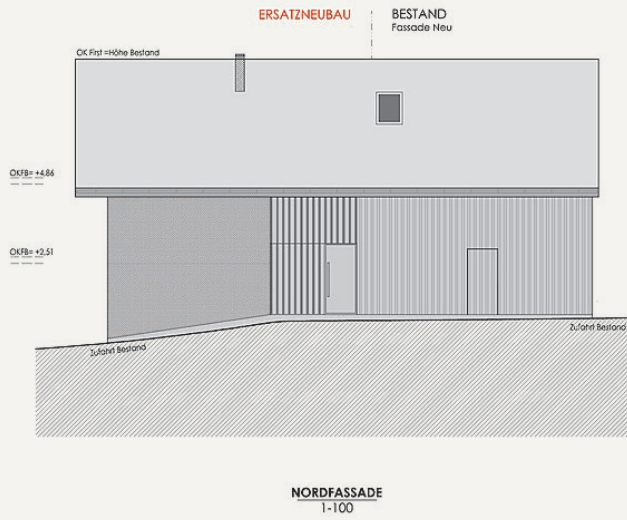 ERSATZNEUBAU
BESTAND
Fassade Neu
OK First =Höhe Bestand
OKFB= +4.86
OKFB= +2.51
Zufahrt Bestand
Zufahrt Bestand
NORDFASSADE
1-100